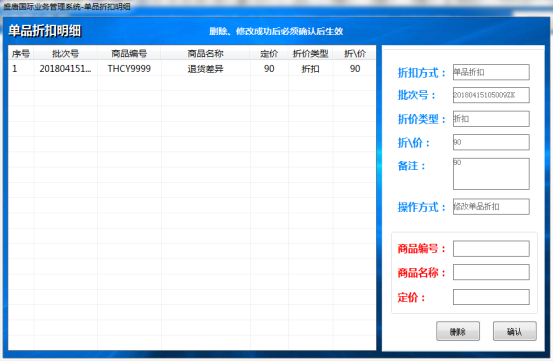 盛唐国际业务管理系统-单品折扣明细
单品折扣明细
删除、修改成功后必须确认后生效
序号 批次号 商品编号 商品名称 定价 折价类型 折\价
1 201804151... THCY9999 退货差异 90 折扣 90
折扣方式： 单品折扣
批次号： 20180415105009ZK
折价类型： 折扣
折\价： 90
备注： 90
操作方式： 修改单品折扣
商品编号：
商品名称：
定价：
删除 确认